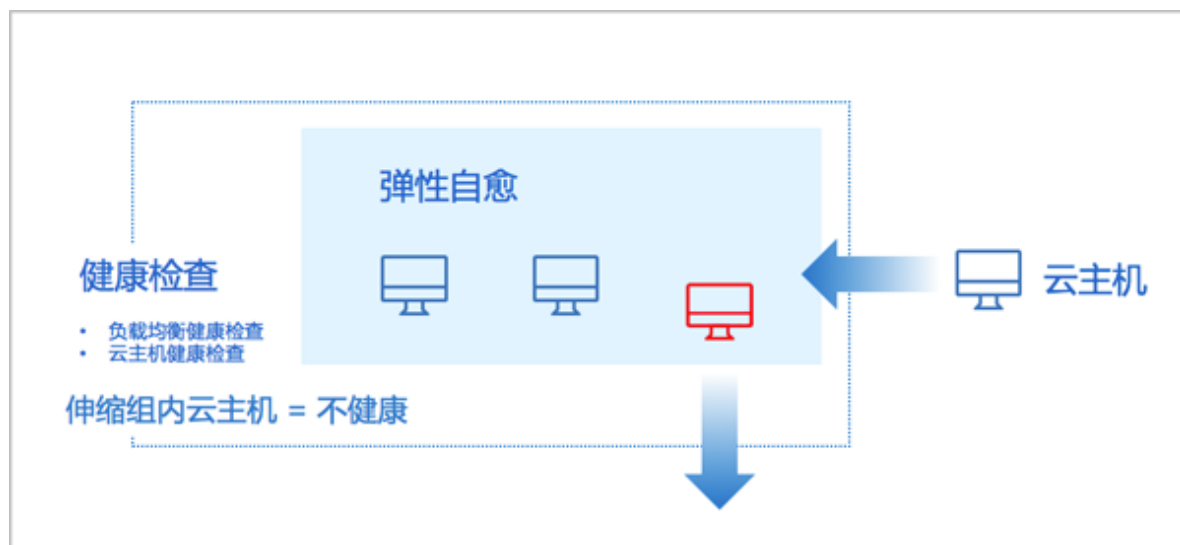 弹性自愈
健康检查
• 负载均衡健康检查
• 云主机健康检查
云主机
伸缩组内云主机 = 不健康